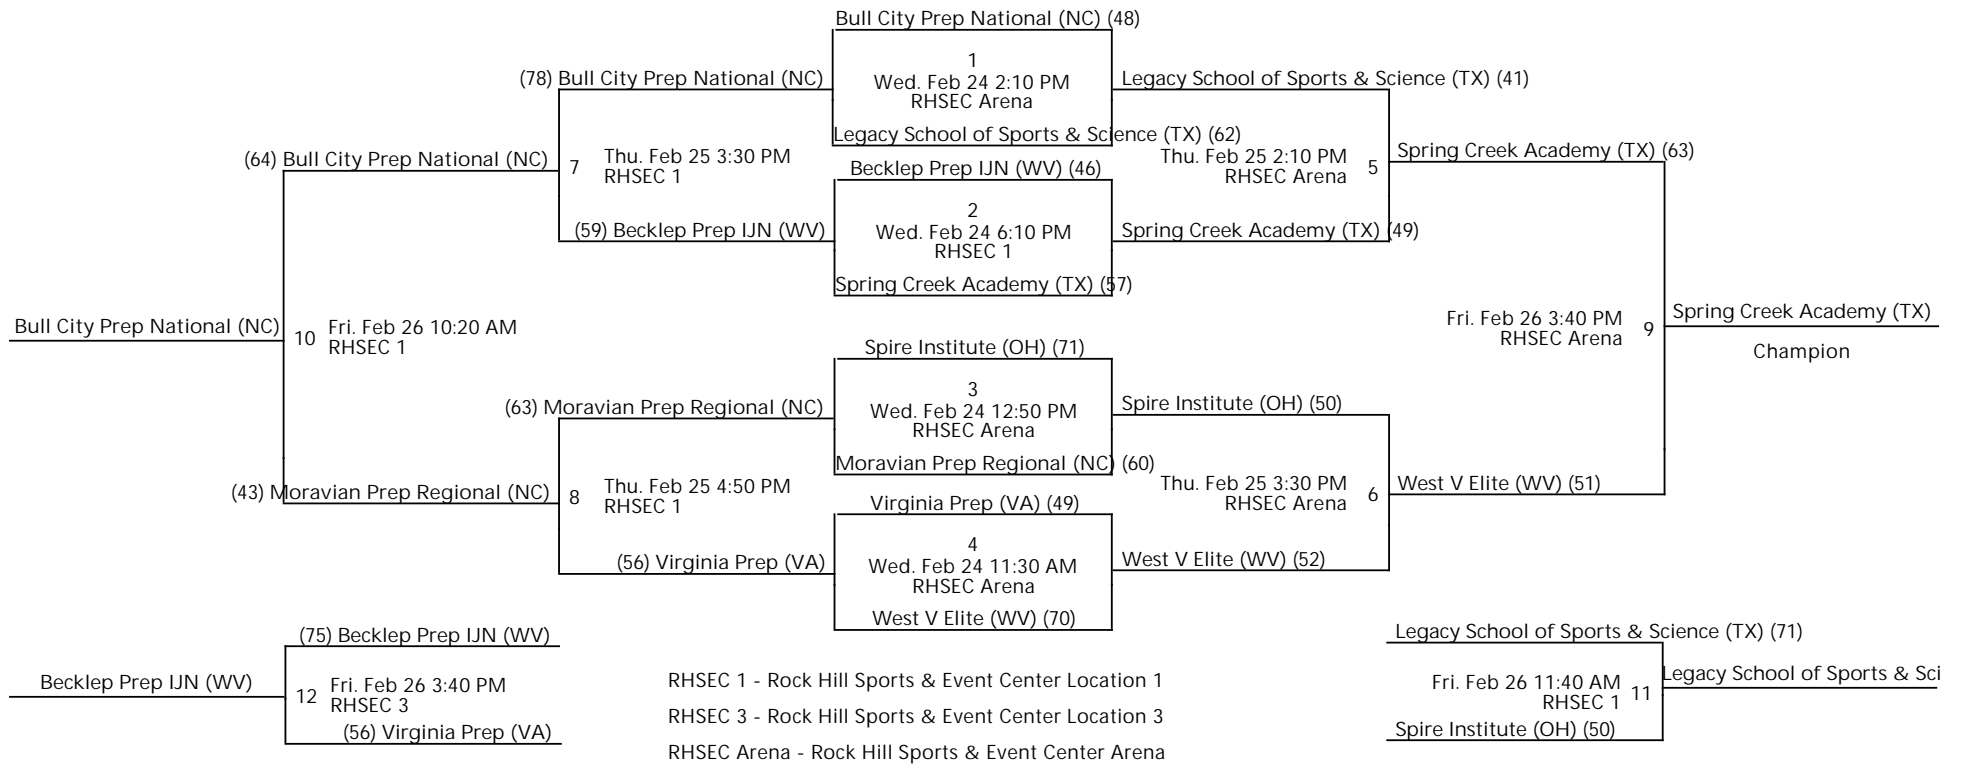 Bull City Prep National (NC) (48)
1
Wed. Feb 24 2:10 PM
RHSEC Arena
(78) Bull City Prep National (NC)
Legacy School of Sports & Science (TX) (41)
Legacy School of Sports & Science (TX) (62)
(64) Bull City Prep National (NC)
7
Thu. Feb 25 3:30 PM
RHSEC 1
Thu. Feb 25 2:10 PM
RHSEC Arena
5
Spring Creek Academy (TX) (63)
Becklep Prep IJN (WV) (46)
2
Wed. Feb 24 6:10 PM
RHSEC 1
(59) Becklep Prep IJN (WV)
Spring Creek Academy (TX) (49)
Spring Creek Academy (TX) (57)
Bull City Prep National (NC)
10
Fri. Feb 26 10:20 AM
RHSEC 1
Fri. Feb 26 3:40 PM
RHSEC Arena
9
Spring Creek Academy (TX)
Champion
Spire Institute (OH) (71)
3
Wed. Feb 24 12:50 PM
RHSEC Arena
(63) Moravian Prep Regional (NC)
Spire Institute (OH) (50)
Moravian Prep Regional (NC) (60)
(43) Moravian Prep Regional (NC)
8
Thu. Feb 25 4:50 PM
RHSEC 1
Thu. Feb 25 3:30 PM
RHSEC Arena
6
West V Elite (WV) (51)
Virginia Prep (VA) (49)
4
Wed. Feb 24 11:30 AM
RHSEC Arena
(56) Virginia Prep (VA)
West V Elite (WV) (52)
West V Elite (WV) (70)
(75) Becklep Prep IJN (WV)
Becklep Prep IJN (WV)
12
Fri. Feb 26 3:40 PM
RHSEC 3
(56) Virginia Prep (VA)
RHSEC 1 - Rock Hill Sports & Event Center Location 1
RHSEC 3 - Rock Hill Sports & Event Center Location 3
RHSEC Arena - Rock Hill Sports & Event Center Arena
Legacy School of Sports & Science (TX) (71)
Fri. Feb 26 11:40 AM
RHSEC 1
11
Legacy School of Sports & Sci
Spire Institute (OH) (50)